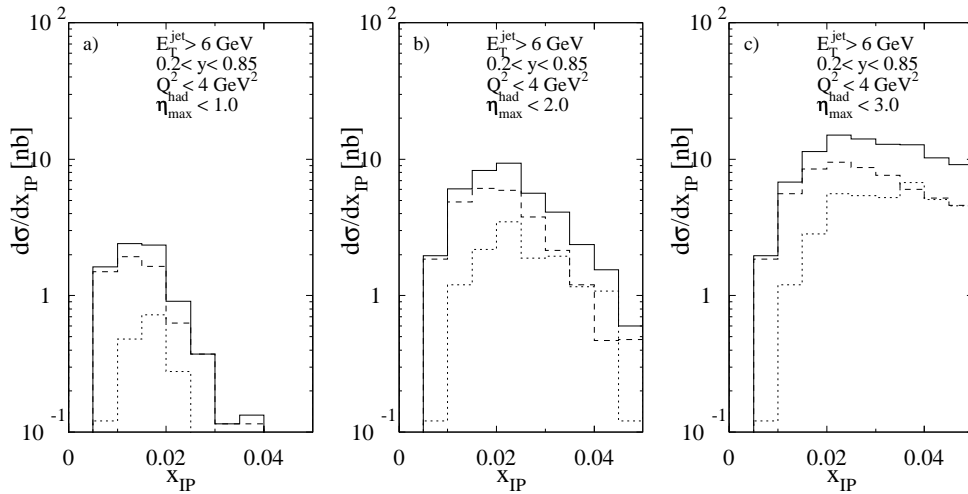 a)
E_T^jet > 6 GeV
0.2< y< 0.85
Q^2 < 4 GeV^2
η_max^had < 1.0
dσ/dx_IP [nb]
10^2
10
1
10^-1
0
0.02
0.04
x_IP
b)
E_T^jet > 6 GeV
0.2< y< 0.85
Q^2 < 4 GeV^2
η_max^had < 2.0
dσ/dx_IP [nb]
10^2
10
1
10^-1
0
0.02
0.04
x_IP
c)
E_T^jet > 6 GeV
0.2< y< 0.85
Q^2 < 4 GeV^2
η_max^had < 3.0
dσ/dx_IP [nb]
10^2
10
1
10^-1
0
0.02
0.04
x_IP